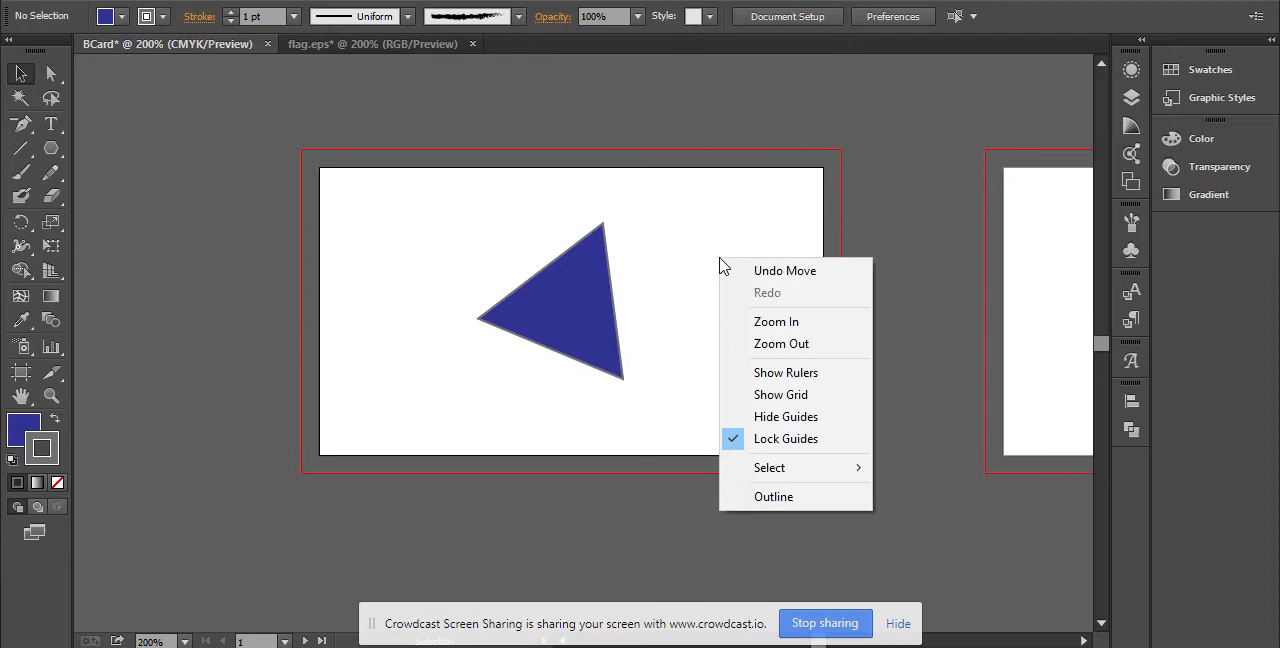 No Selection
Stroke: 1 pt Uniform Opacity: 100% Style: Document Setup Preferences
BCard* @ 200% (CMYK/Preview) × flag.eps* @ 200% (RGB/Preview) ×
Swatches
Graphic Styles
Color
Transparency
Gradient
Undo Move
Redo
Zoom In
Zoom Out
Show Rulers
Show Grid
Hide Guides
Lock Guides
Select
Outline
Crowdcast Screen Sharing is sharing your screen with www.crowdcast.io. Stop sharing Hide
200% 1 Selection